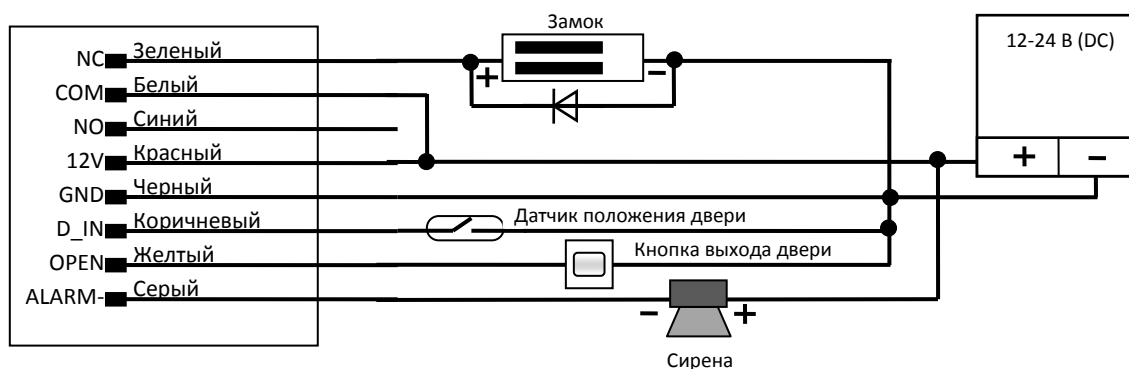 Замок
12-24 В (DC)
NC Зеленый
+ -
COM Белый
NO Синий
12V Красный
+ -
GND Черный
D_IN Коричневый
Датчик положения двери
OPEN Желтый
Кнопка выхода двери
ALARM- Серый
- +
Сирена